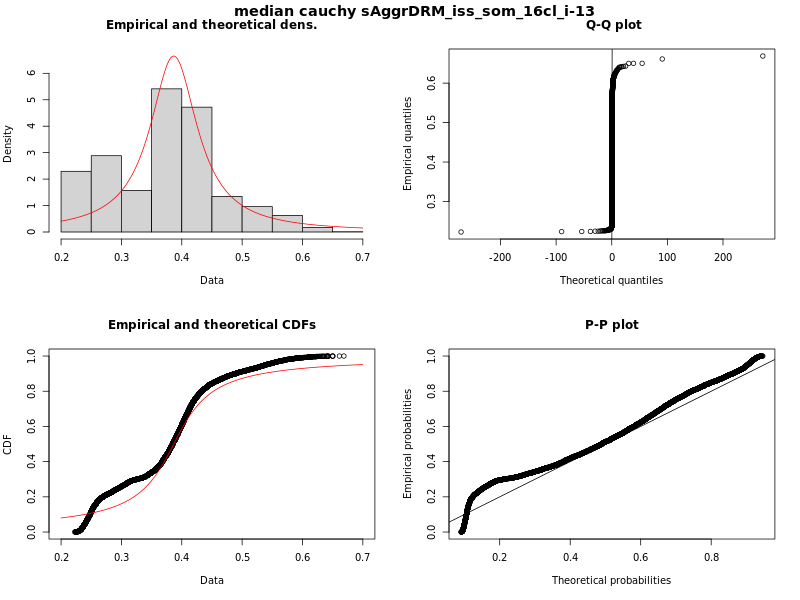 median cauchy sAggrDRM_iss_som_16cl_i-13
Empirical and theoretical dens.
Density
0 1 2 3 4 5 6
0.2 0.3 0.4 0.5 0.6 0.7
Data
Q-Q plot
Empirical quantiles
0.3 0.4 0.5 0.6
-200 -100 0 100 200
Theoretical quantiles
Empirical and theoretical CDFs
CDF
0.0 0.2 0.4 0.6 0.8 1.0
0.2 0.3 0.4 0.5 0.6 0.7
Data
P-P plot
Empirical probabilities
0.0 0.2 0.4 0.6 0.8 1.0
0.2 0.4 0.6 0.8
Theoretical probabilities